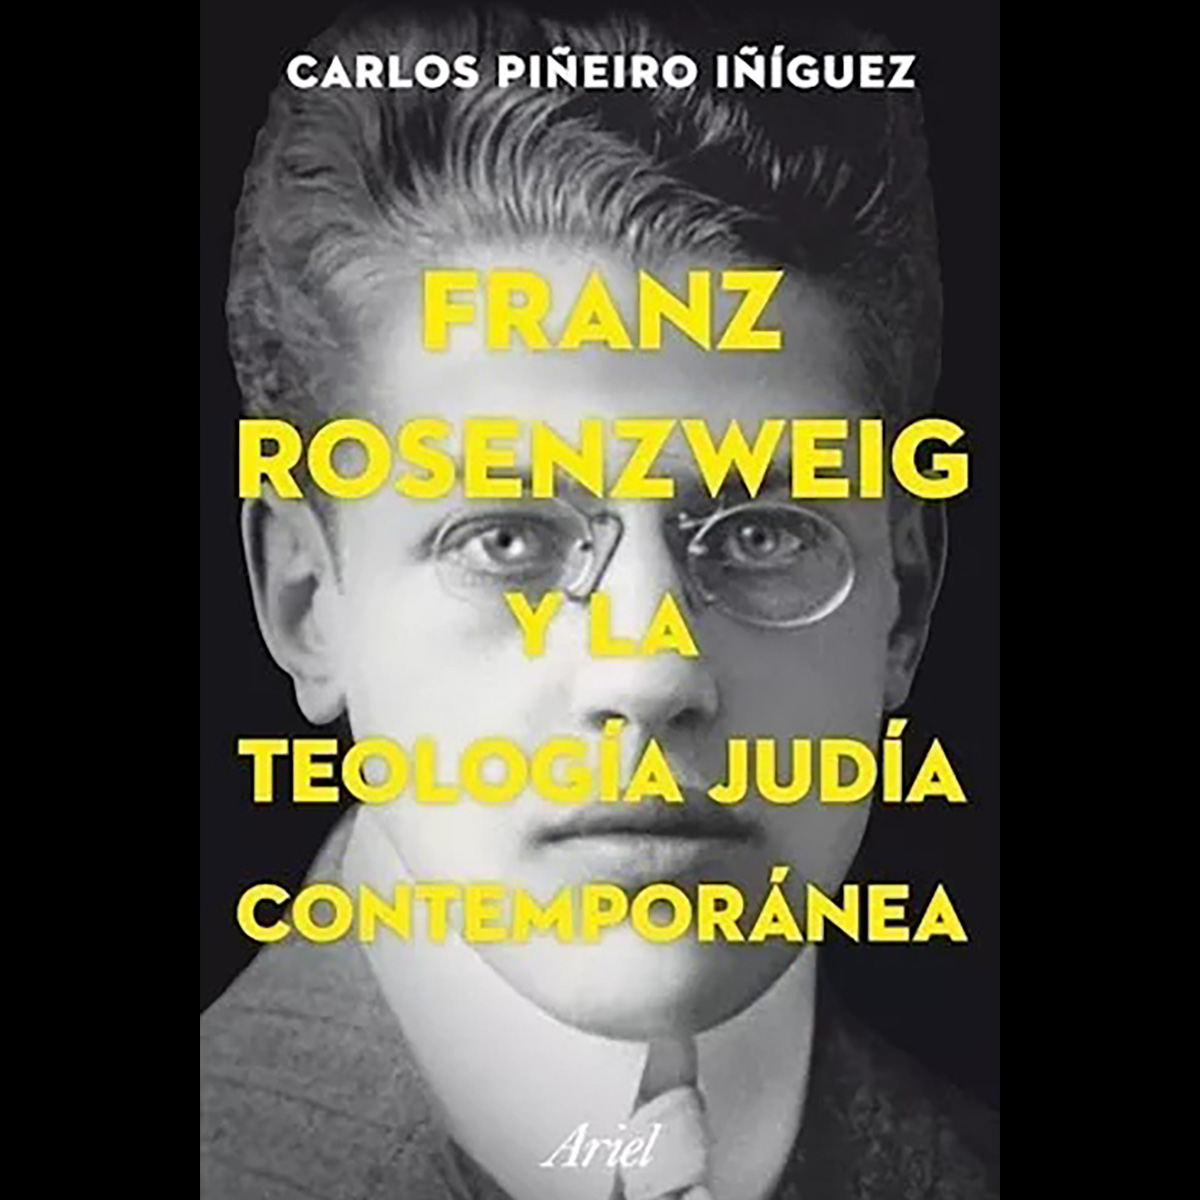 CARLOS PIÑEIRO IÑÍGUEZ
FRANZ
ROSENZWEIG
Y LA
TEOLOGÍA JUDÍA
CONTEMPORÁNEA
Ariel